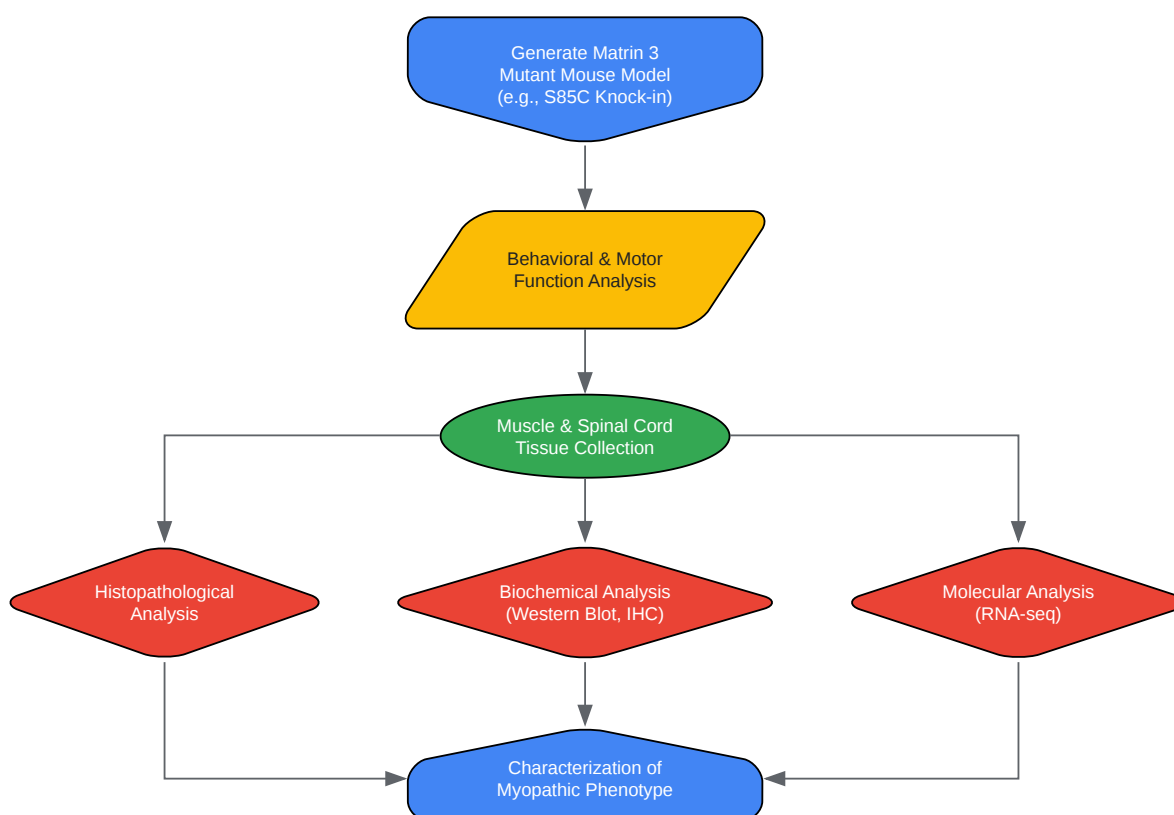 Generate Matrin 3
Mutant Mouse Model
(e.g., S85C Knock-in)
Behavioral & Motor
Function Analysis
Muscle & Spinal Cord
Tissue Collection
Histopathological
Analysis
Biochemical Analysis
(Western Blot, IHC)
Molecular Analysis
(RNA-seq)
Characterization of
Myopathic Phenotype